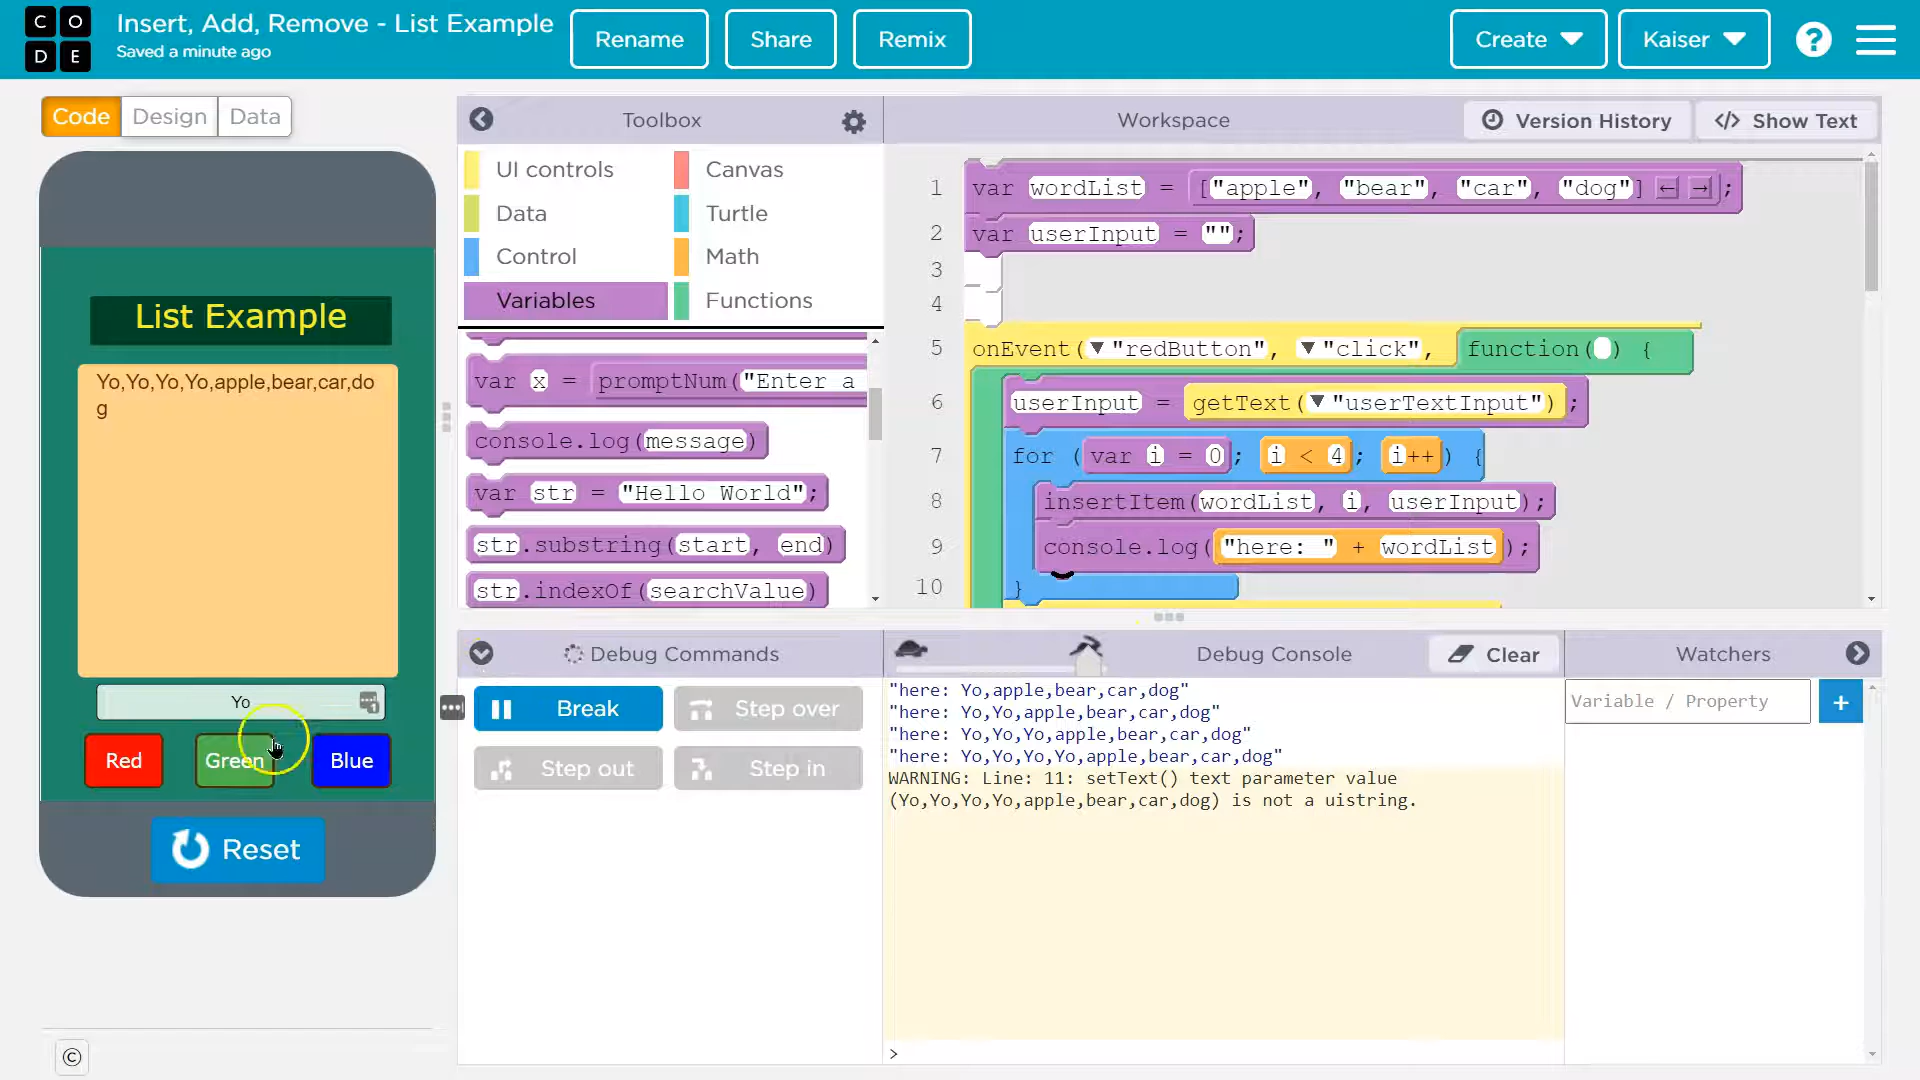 CODE
Insert, Add, Remove - List Example
Saved a minute ago
Rename
Share
Remix
Create
Kaiser
?
Code
Design
Data
Toolbox
Workspace
Version History
</> Show Text
List Example
Yo,Yo,Yo,Yo,apple,bear,car,do
g
Yo
Red
Green
Blue
Reset
©
UI controls
Canvas
Data
Turtle
Control
Math
Variables
Functions
var x = promptNum("Enter a
console.log(message)
var str = "Hello World";
str.substring(start, end)
str.indexOf(searchValue)
1 var wordList = ["apple", "bear", "car", "dog"] ← → ;
2 var userInput = "";
3
4
5 onEvent(▼"redButton", ▼"click", function( ) {
6 userInput = getText(▼"userTextInput");
7 for (var i = 0; i < 4; i++) {
8 insertItem(wordList, i, userInput);
9 console.log("here: " + wordList);
10 }
Debug Commands
Break
Step over
Step out
Step in
Debug Console
Clear
"here: Yo,apple,bear,car,dog"
"here: Yo,Yo,apple,bear,car,dog"
"here: Yo,Yo,Yo,apple,bear,car,dog"
"here: Yo,Yo,Yo,Yo,apple,bear,car,dog"
WARNING: Line: 11: setText() text parameter value
(Yo,Yo,Yo,Yo,apple,bear,car,dog) is not a uistring.
>
Watchers
Variable / Property
+